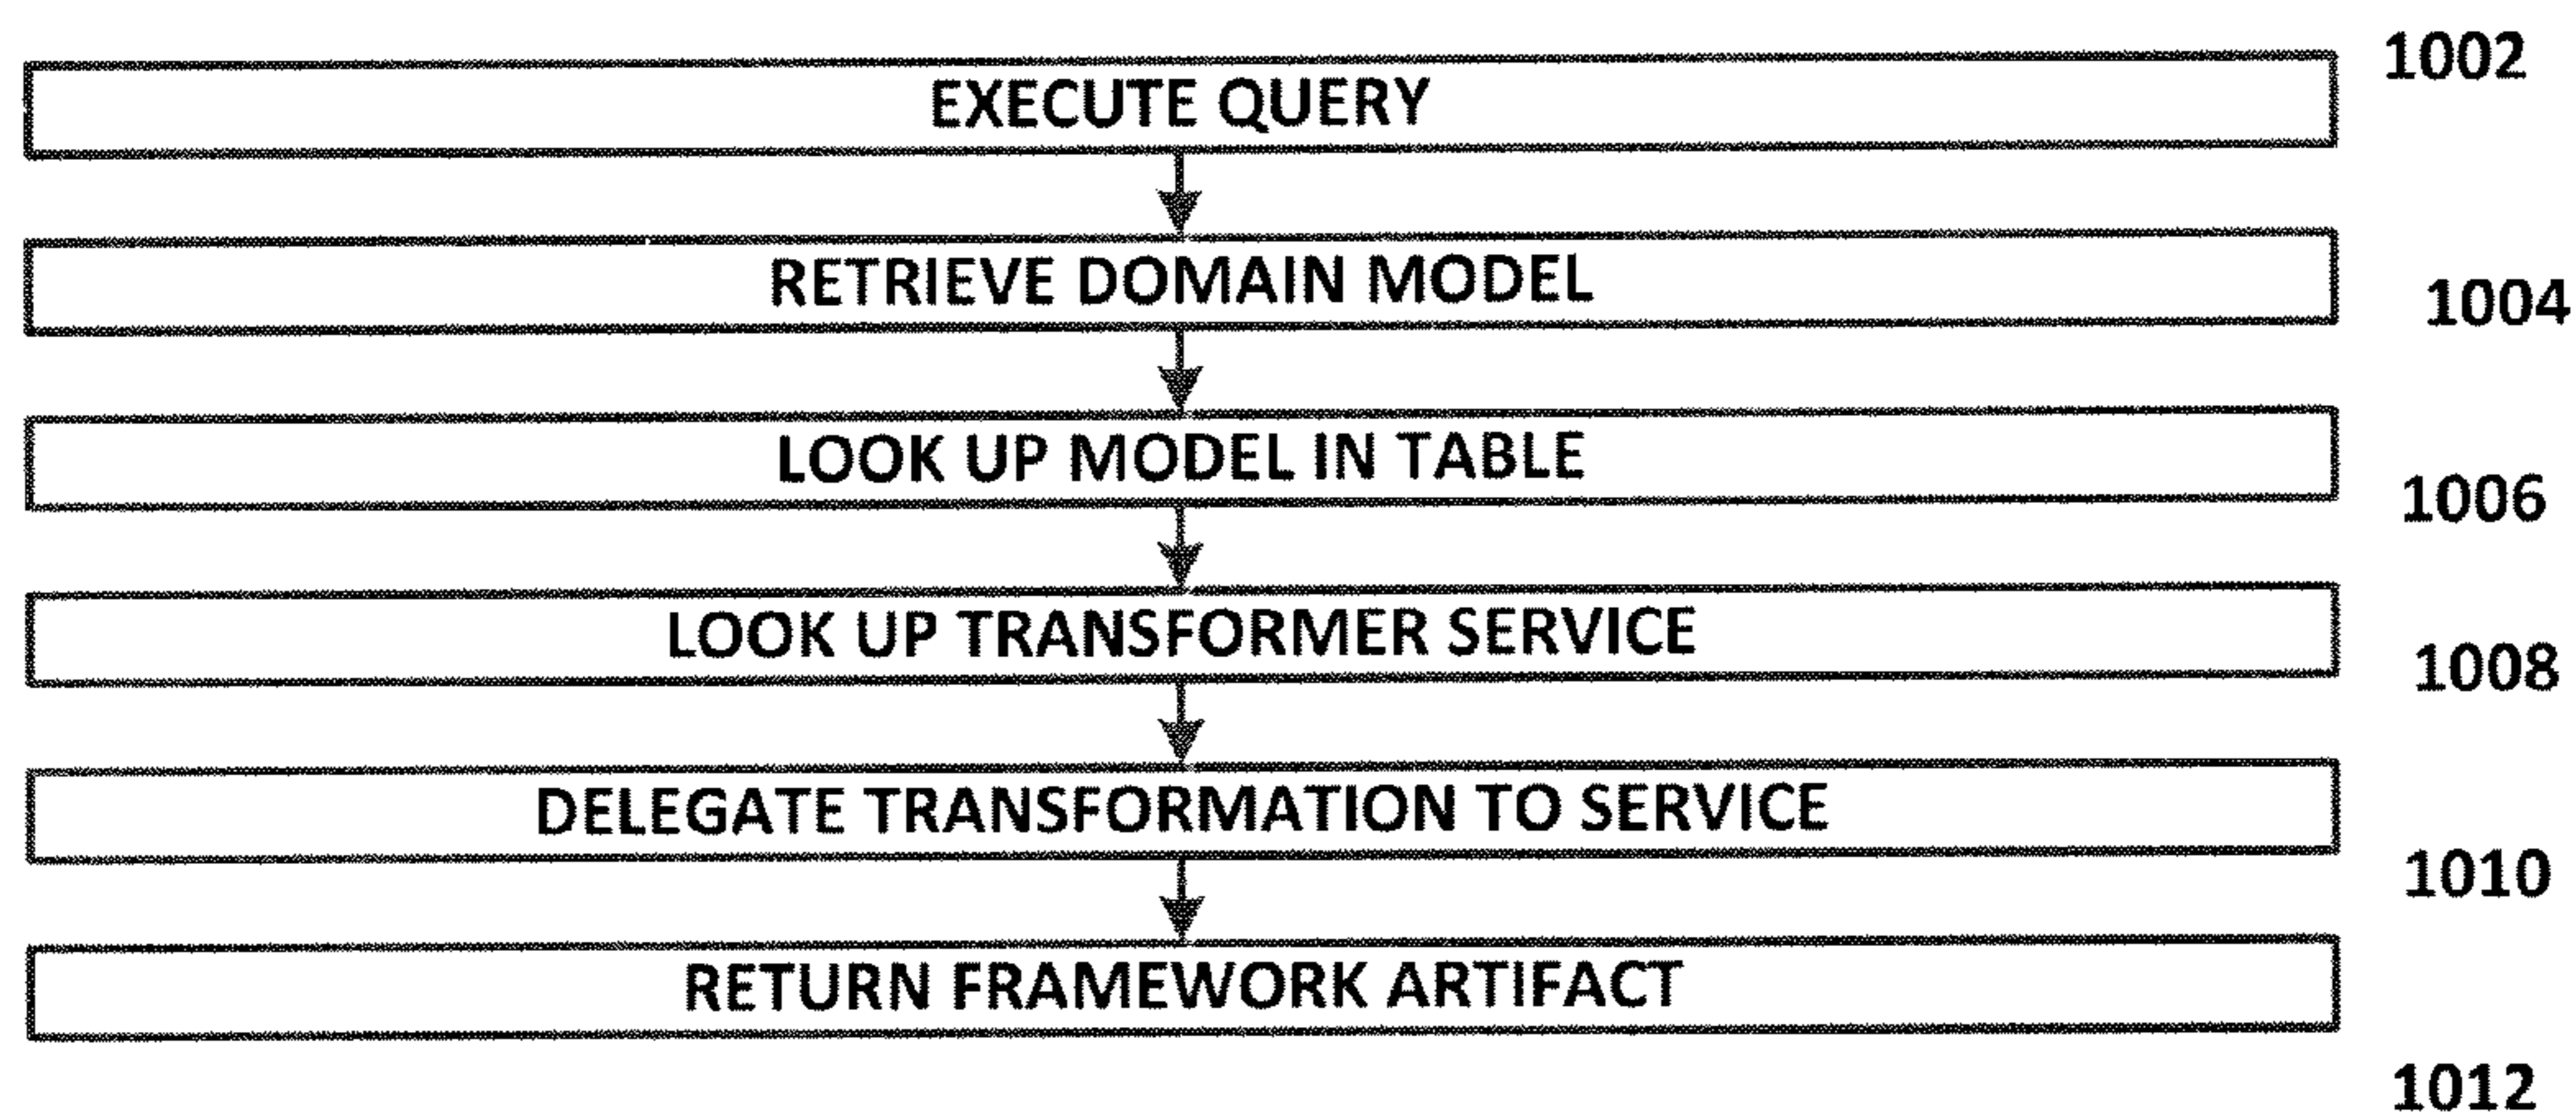 1002
EXECUTE QUERY
RETRIEVE DOMAIN MODEL
1004
LOOK UP MODEL IN TABLE
1006
LOOK UP TRANSFORMER SERVICE
1008
DELEGATE TRANSFORMATION TO SERVICE
1010
RETURN FRAMEWORK ARTIFACT
1012